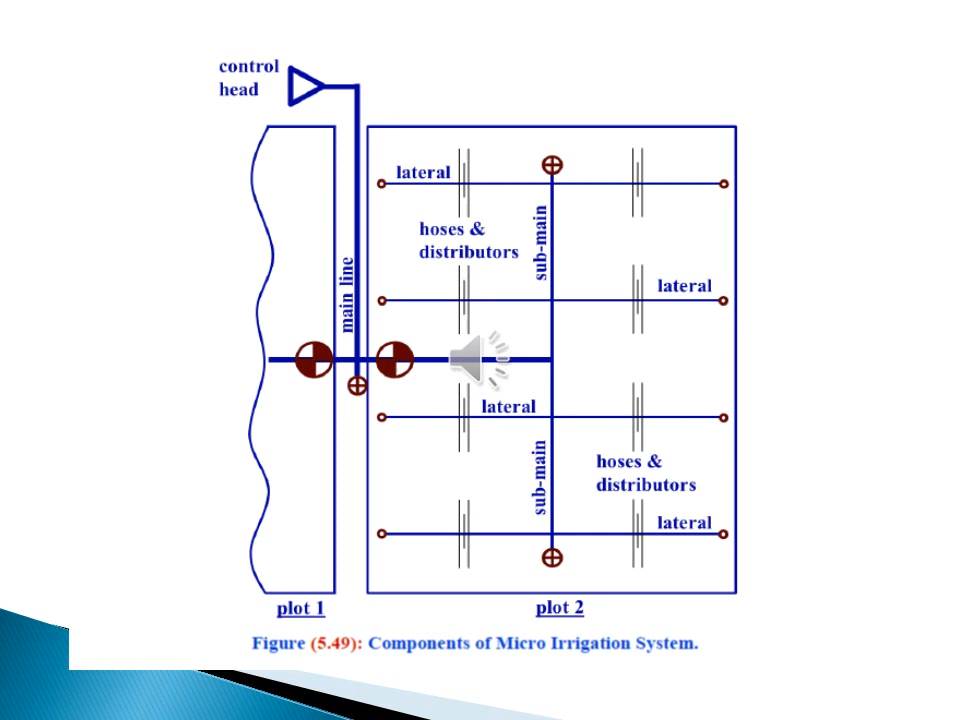 control
head
lateral
hoses &
distributors
sub-main
main line
lateral
lateral
sub-main
hoses &
distributors
lateral
plot 1
plot 2
Figure (5.49): Components of Micro Irrigation System.